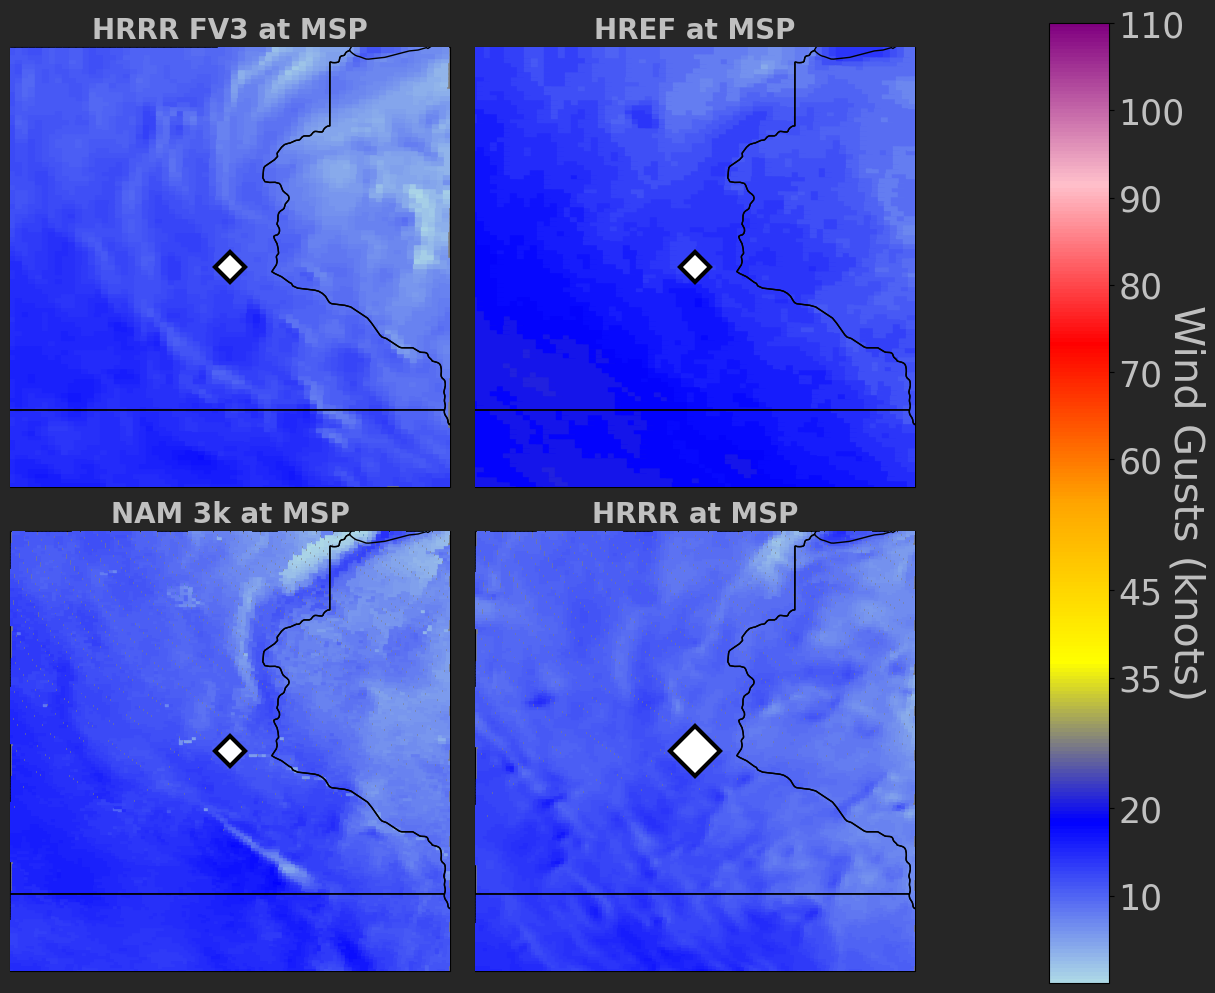 HRRR FV3 at MSP
HREF at MSP
NAM 3k at MSP
HRRR at MSP
110
100
90
80
70
60
45
35
20
10
Wind Gusts (knots)